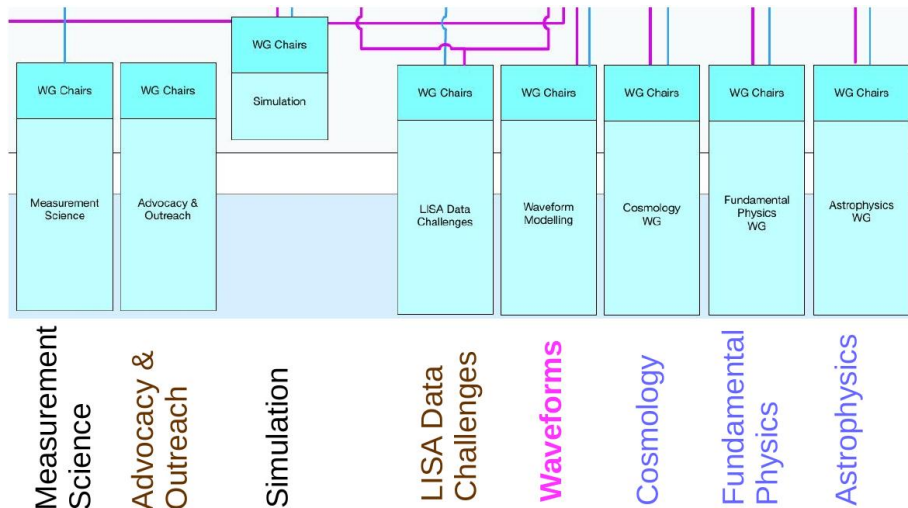 WG Chairs
Simulation
WG Chairs
Measurement
Science
WG Chairs
Advocacy &
Outreach
WG Chairs
LISA Data
Challenges
WG Chairs
Waveform
Modelling
WG Chairs
Cosmology
WG
WG Chairs
Fundamental
Physics
WG
WG Chairs
Astrophysics
WG
Measurement
Science
Advocacy &
Outreach
Simulation
LISA Data
Challenges
Waveforms
Cosmology
Fundamental
Physics
Astrophysics